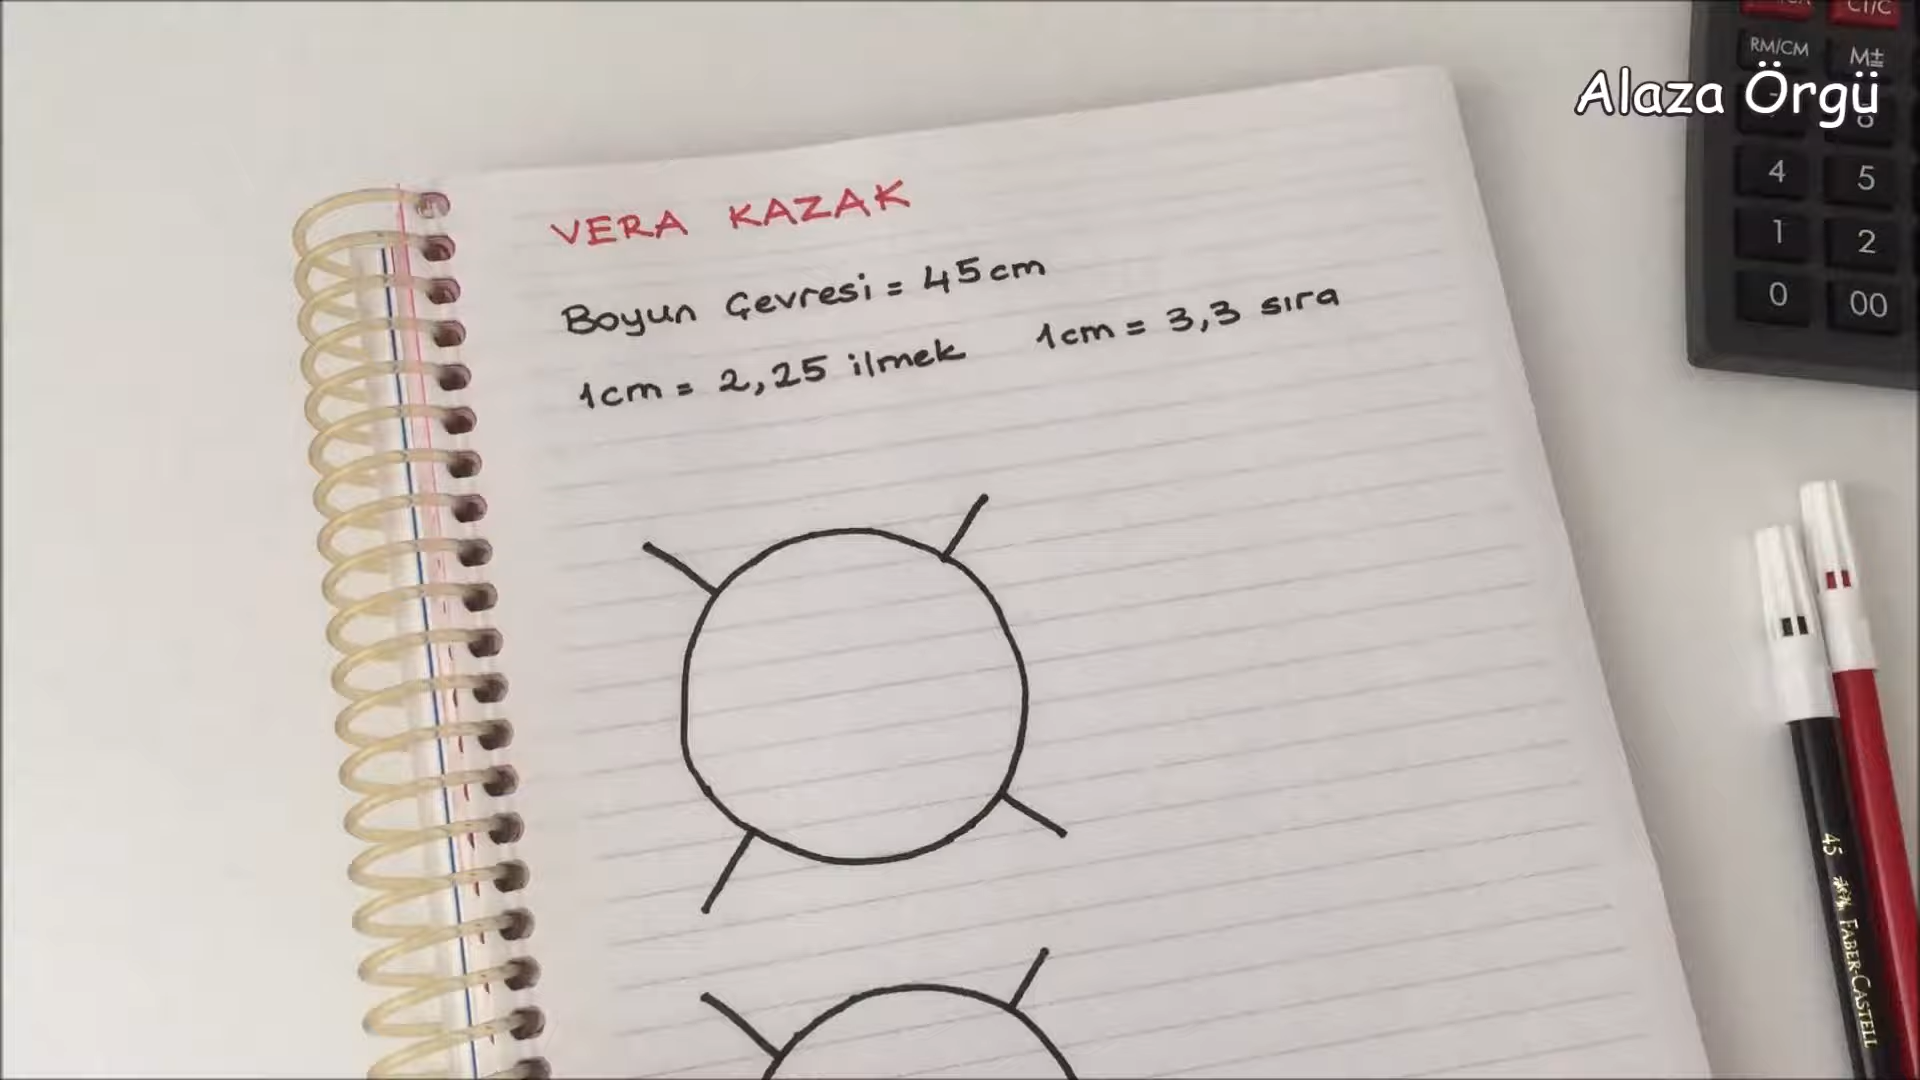 Alaza Örgü
CT/C
RM/CM M±
4 5
1 2
0 00
VERA KAZAK
Boyun Çevresi = 45cm
1cm = 2,25 ilmek 1cm = 3,3 sıra
45 FABER-CASTELL